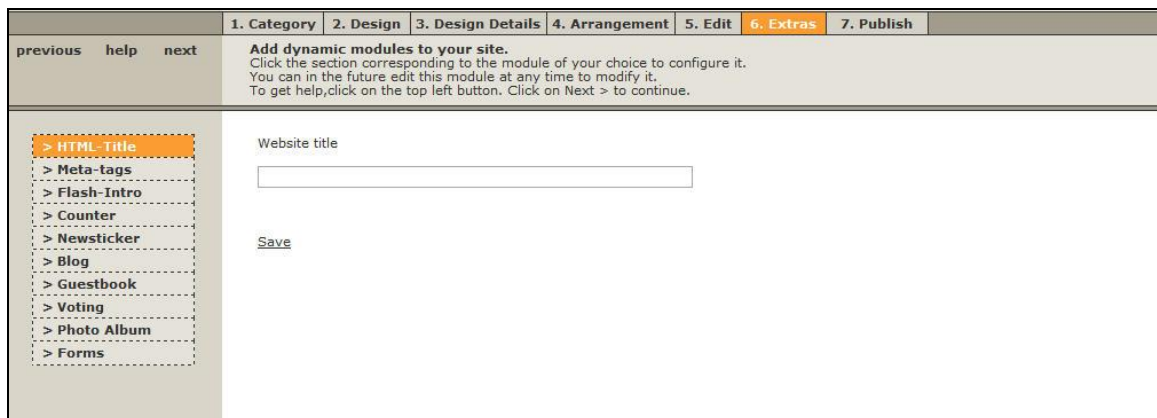 1. Category 2. Design 3. Design Details 4. Arrangement 5. Edit 6. Extras 7. Publish
previous help next
Add dynamic modules to your site.
Click the section corresponding to the module of your choice to configure it.
You can in the future edit this module at any time to modify it.
To get help,click on the top left button. Click on Next > to continue.
> HTML-Title
> Meta-tags
> Flash-Intro
> Counter
> Newsticker
> Blog
> Guestbook
> Voting
> Photo Album
> Forms
Website title
Save